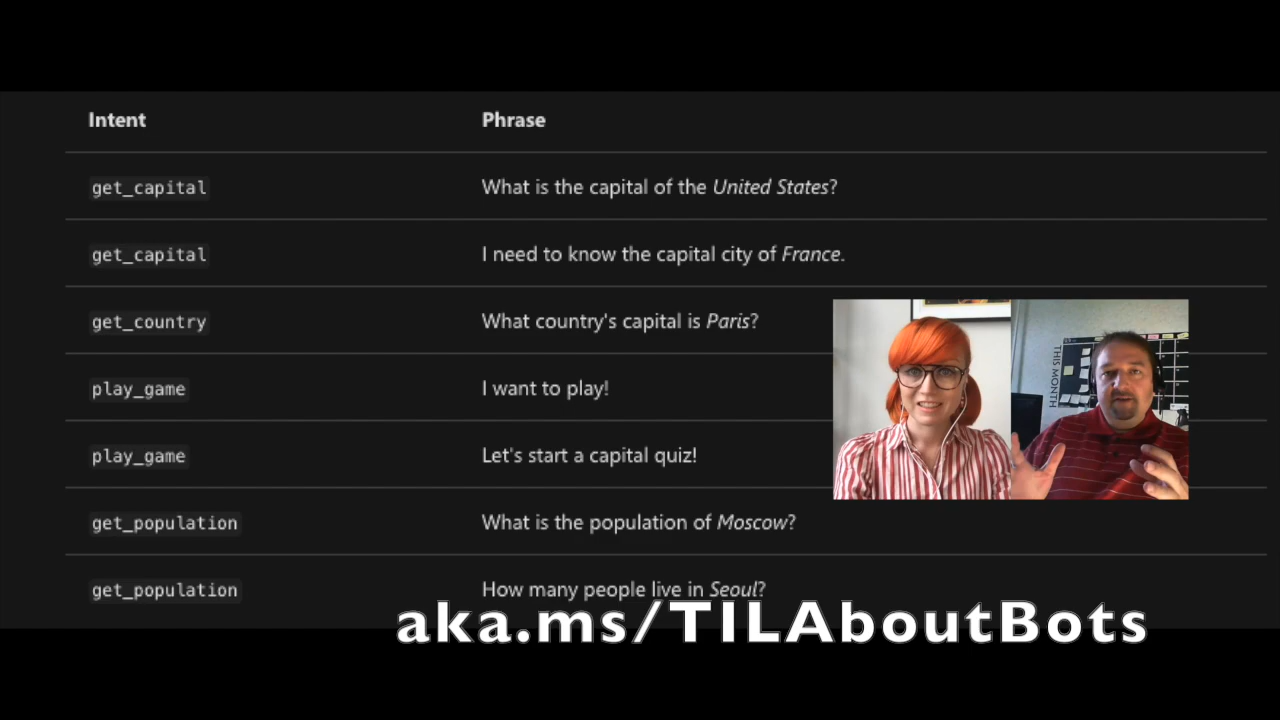 Intent Phrase
get_capital What is the capital of the United States?
get_capital I need to know the capital city of France.
get_country What country's capital is Paris?
play_game I want to play!
play_game Let's start a capital quiz!
get_population What is the population of Moscow?
get_population How many people live in Seoul?
THIS MONTH
aka.ms/TILAboutBots